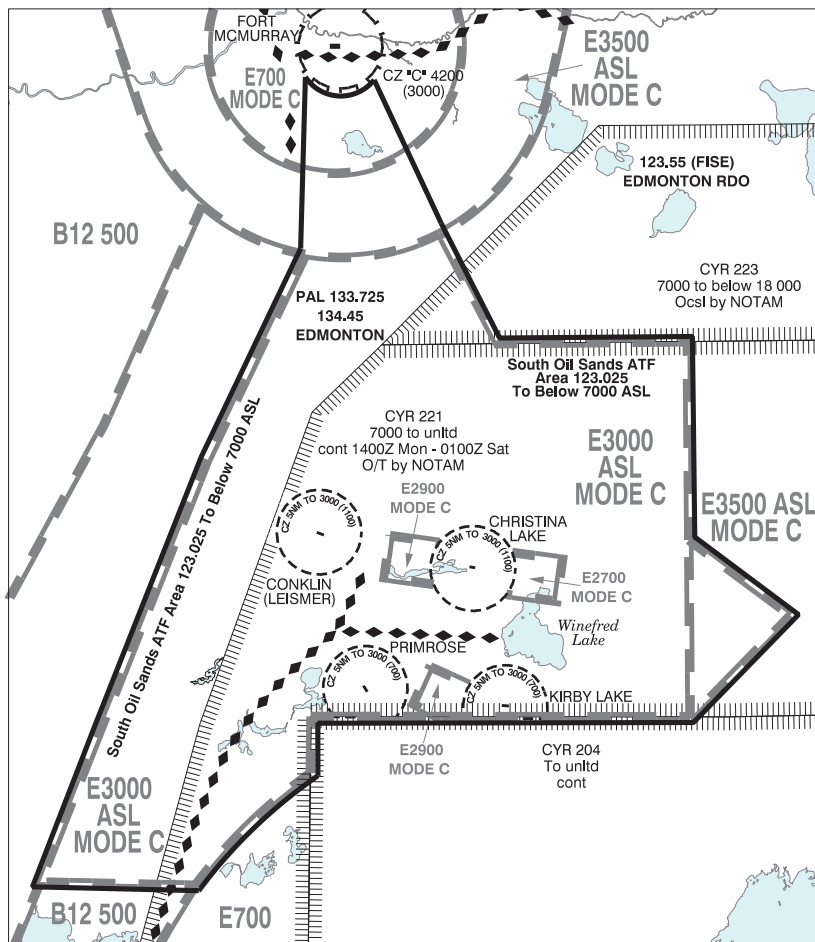 FORT
MCMURRAY
E700
MODE C
CZ "C" 4200
(3000)
E3500
ASL
MODE C
123.55 (FISE)
EDMONTON RDO
B12 500
CYR 223
7000 to below 18 000
Ocsl by NOTAM
PAL 133.725
134.45
EDMONTON
South Oil Sands ATF
Area 123.025
To Below 7000 ASL
South Oil Sands ATF Area 123.025 To Below 7000 ASL
CYR 221
7000 to unltd
cont 1400Z Mon - 0100Z Sat
O/T by NOTAM
E3000
ASL
MODE C
E3500 ASL
MODE C
E2900
MODE C
CZ 5NM TO 3000 (1100)
CONKLIN
(LEISMER)
CHRISTINA
LAKE
CZ 5NM TO 3000 (1100)
E2700
MODE C
Winefred
Lake
PRIMROSE
CZ 5NM TO 3000 (700)
CZ 5NM TO 3000 (700)
KIRBY LAKE
E2900
MODE C
CYR 204
To unltd
cont
E3000
ASL
MODE C
B12 500
E700